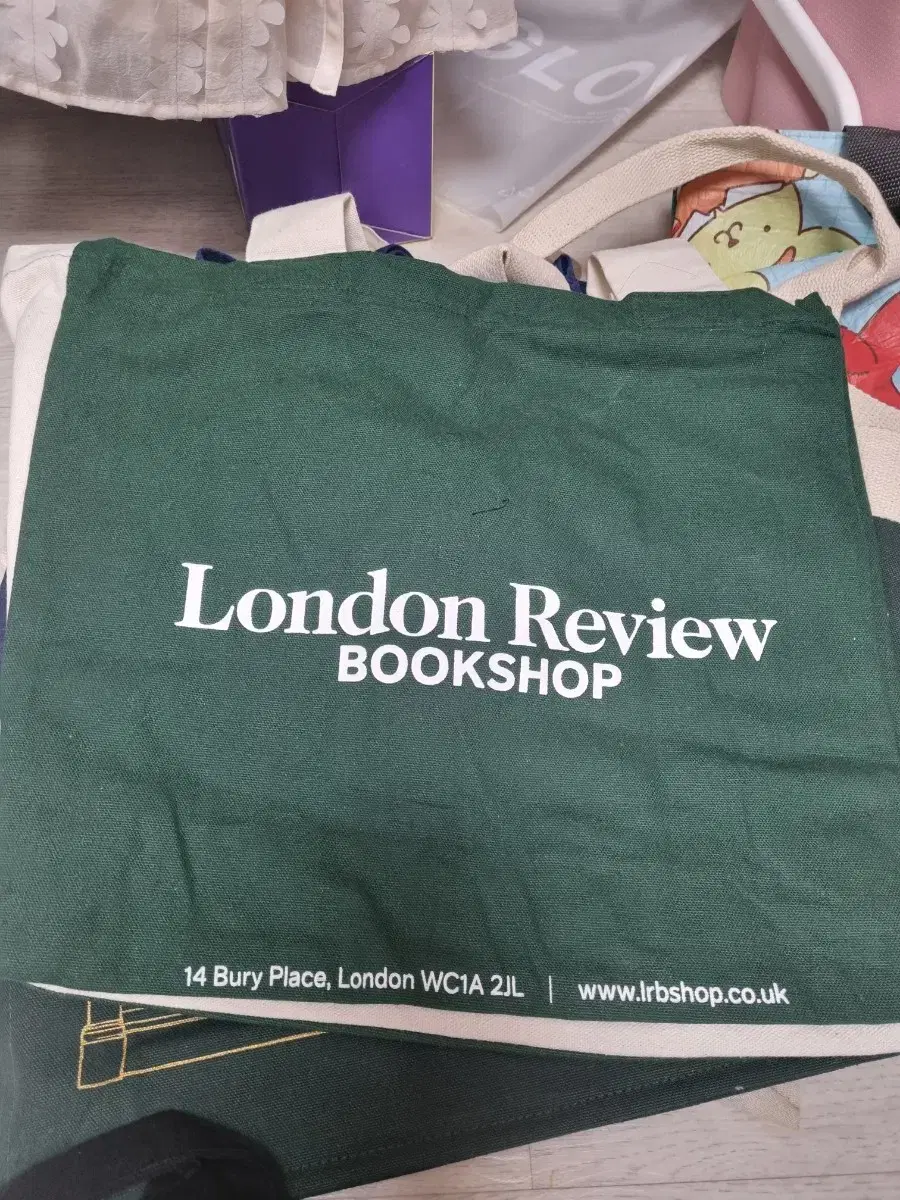 London Review
BOOKSHOP
14 Bury Place, London WC1A 2JL | www.lrbshop.co.uk